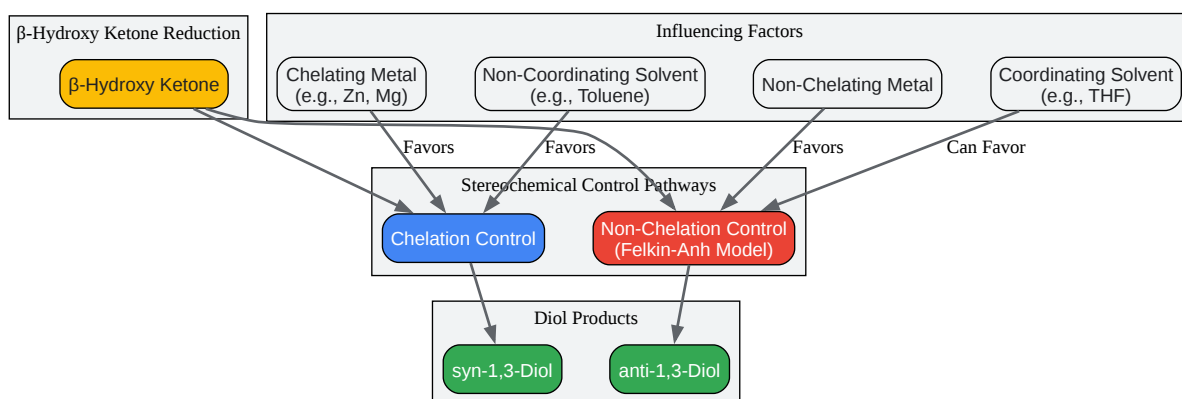 β-Hydroxy Ketone Reduction
Influencing Factors
β-Hydroxy Ketone
Chelating Metal
(e.g., Zn, Mg)
Non-Coordinating Solvent
(e.g., Toluene)
Non-Chelating Metal
Coordinating Solvent
(e.g., THF)
Favors
Favors
Favors
Can Favor
Stereochemical Control Pathways
Chelation Control
Non-Chelation Control
(Felkin-Anh Model)
Diol Products
syn-1,3-Diol
anti-1,3-Diol